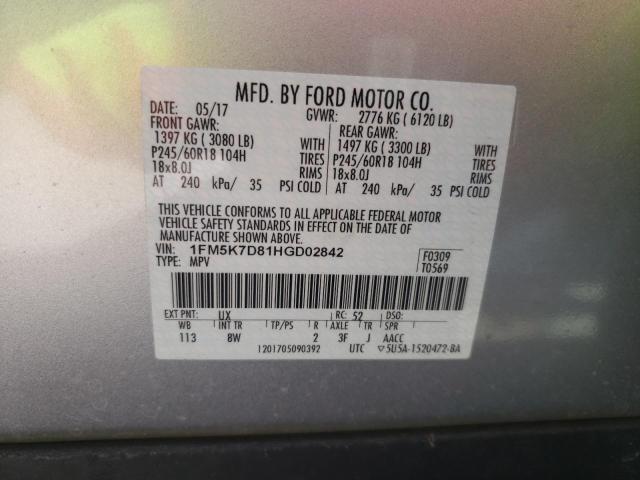 MFD. BY FORD MOTOR CO.
DATE: 05/17 GVWR: 2776 KG ( 6120 LB)
FRONT GAWR: REAR GAWR:
1397 KG ( 3080 LB) 1497 KG ( 3300 LB)
P245/60R18 104H TIRES P245/60R18 104H TIRES
18x8.0J RIMS 18x8.0J RIMS
AT 240 kPa/ 35 PSI COLD AT 240 kPa/ 35 PSI COLD
THIS VEHICLE CONFORMS TO ALL APPLICABLE FEDERAL MOTOR
VEHICLE SAFETY STANDARDS IN EFFECT ON THE DATE OF
MANUFACTURE SHOWN ABOVE.
VIN: 1FM5K7D81HGD02842 F0309
TYPE: MPV T0569
EXT PNT: UX RC: 52 DSO:
WB INT TR TP/PS R AXLE TR SPR
113 8W 2 3F J AACC
1201705090392 UTC ▽5U5A-1520472-BA